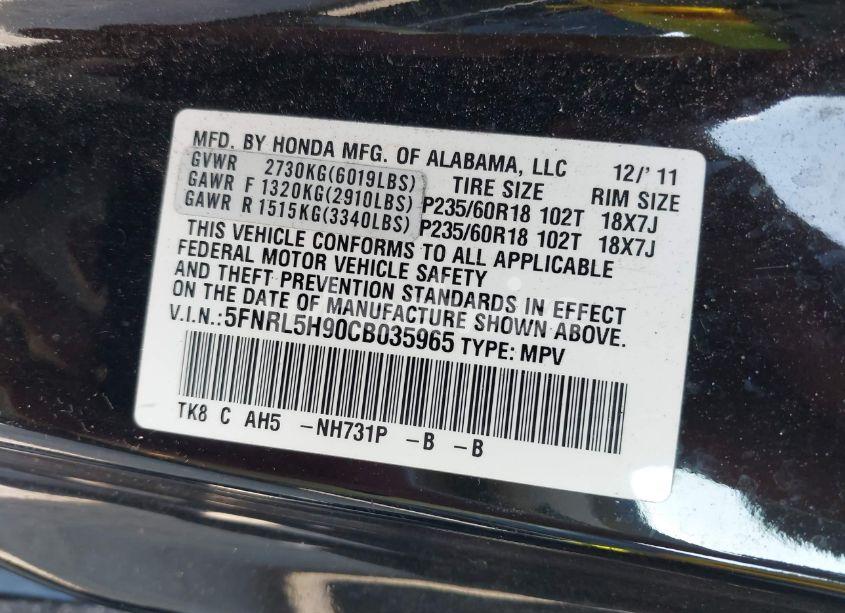 MFD. BY HONDA MFG. OF ALABAMA, LLC 12/' 11
GVWR 2730KG(6019LBS) TIRE SIZE RIM SIZE
GAWR F 1320KG(2910LBS) P235/60R18 102T 18X7J
GAWR R 1515KG(3340LBS) P235/60R18 102T 18X7J
THIS VEHICLE CONFORMS TO ALL APPLICABLE
FEDERAL MOTOR VEHICLE SAFETY
AND THEFT PREVENTION STANDARDS IN EFFECT
ON THE DATE OF MANUFACTURE SHOWN ABOVE.
V.I.N.:5FNRL5H90CB035965 TYPE: MPV
TK8 C AH5 -NH731P -B -B